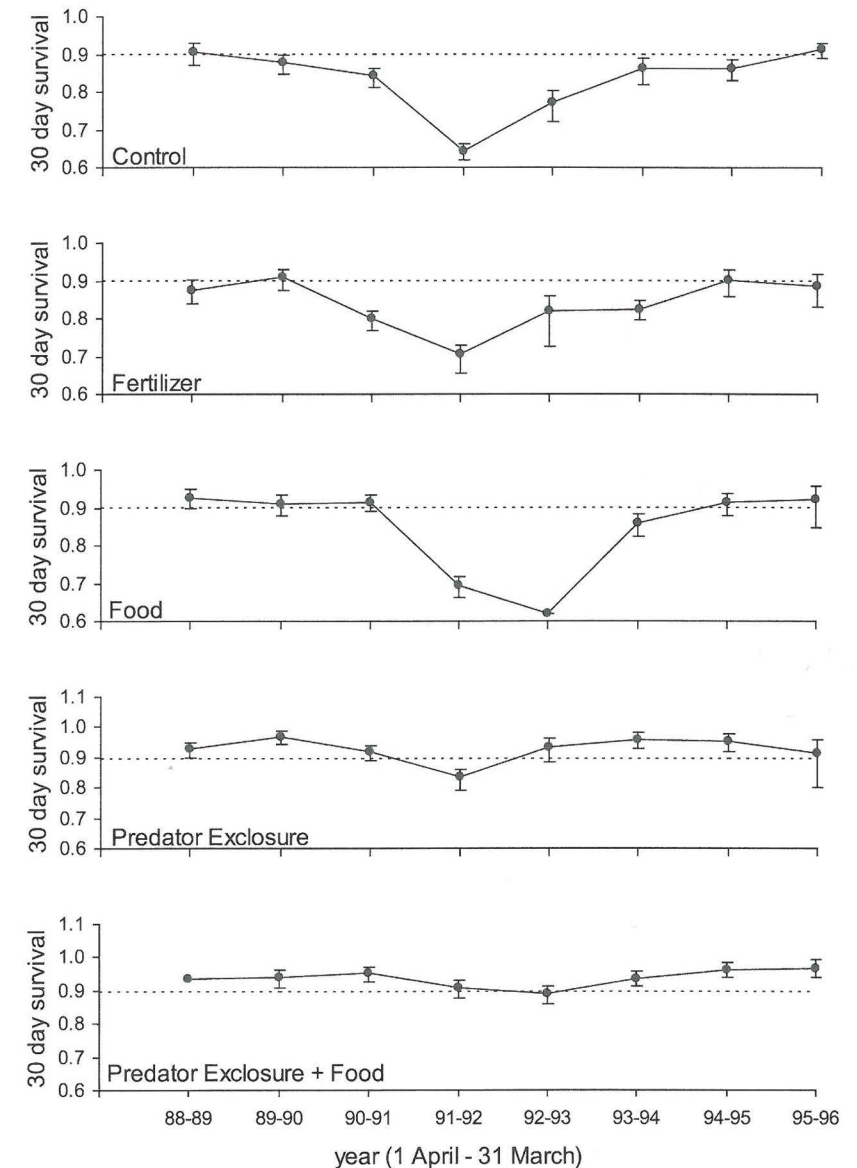 1.0
0.9
0.8
0.7
0.6
30 day survival
Control
1.0
0.9
0.8
0.7
0.6
30 day survival
Fertilizer
1.0
0.9
0.8
0.7
0.6
30 day survival
Food
1.1
1.0
0.9
0.8
0.7
0.6
30 day survival
Predator Exclosure
1.1
1.0
0.9
0.8
0.7
0.6
30 day survival
Predator Exclosure + Food
88-89 89-90 90-91 91-92 92-93 93-94 94-95 95-96
year (1 April - 31 March)